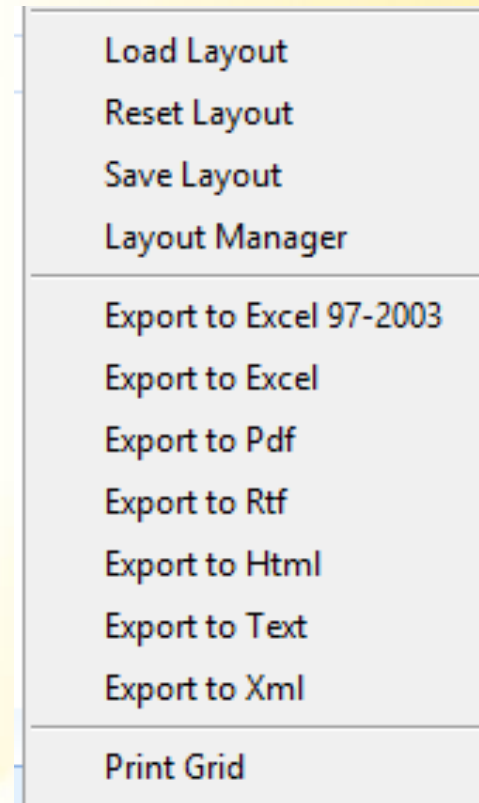 Load Layout
Reset Layout
Save Layout
Layout Manager
Export to Excel 97-2003
Export to Excel
Export to Pdf
Export to Rtf
Export to Html
Export to Text
Export to Xml
Print Grid